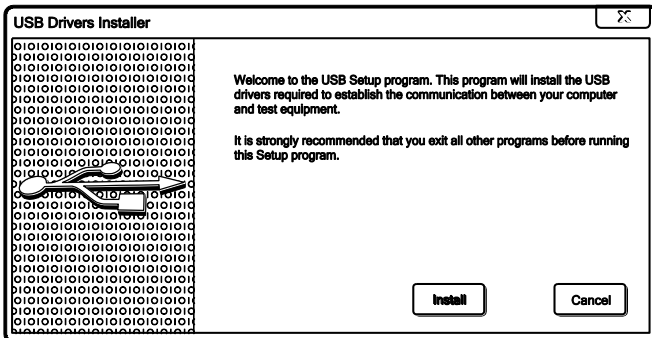 USB Drivers Installer
Welcome to the USB Setup program. This program will install the USB
drivers required to establish the communication between your computer
and test equipment.
It is strongly recommended that you exit all other programs before running
this Setup program.
Install
Cancel